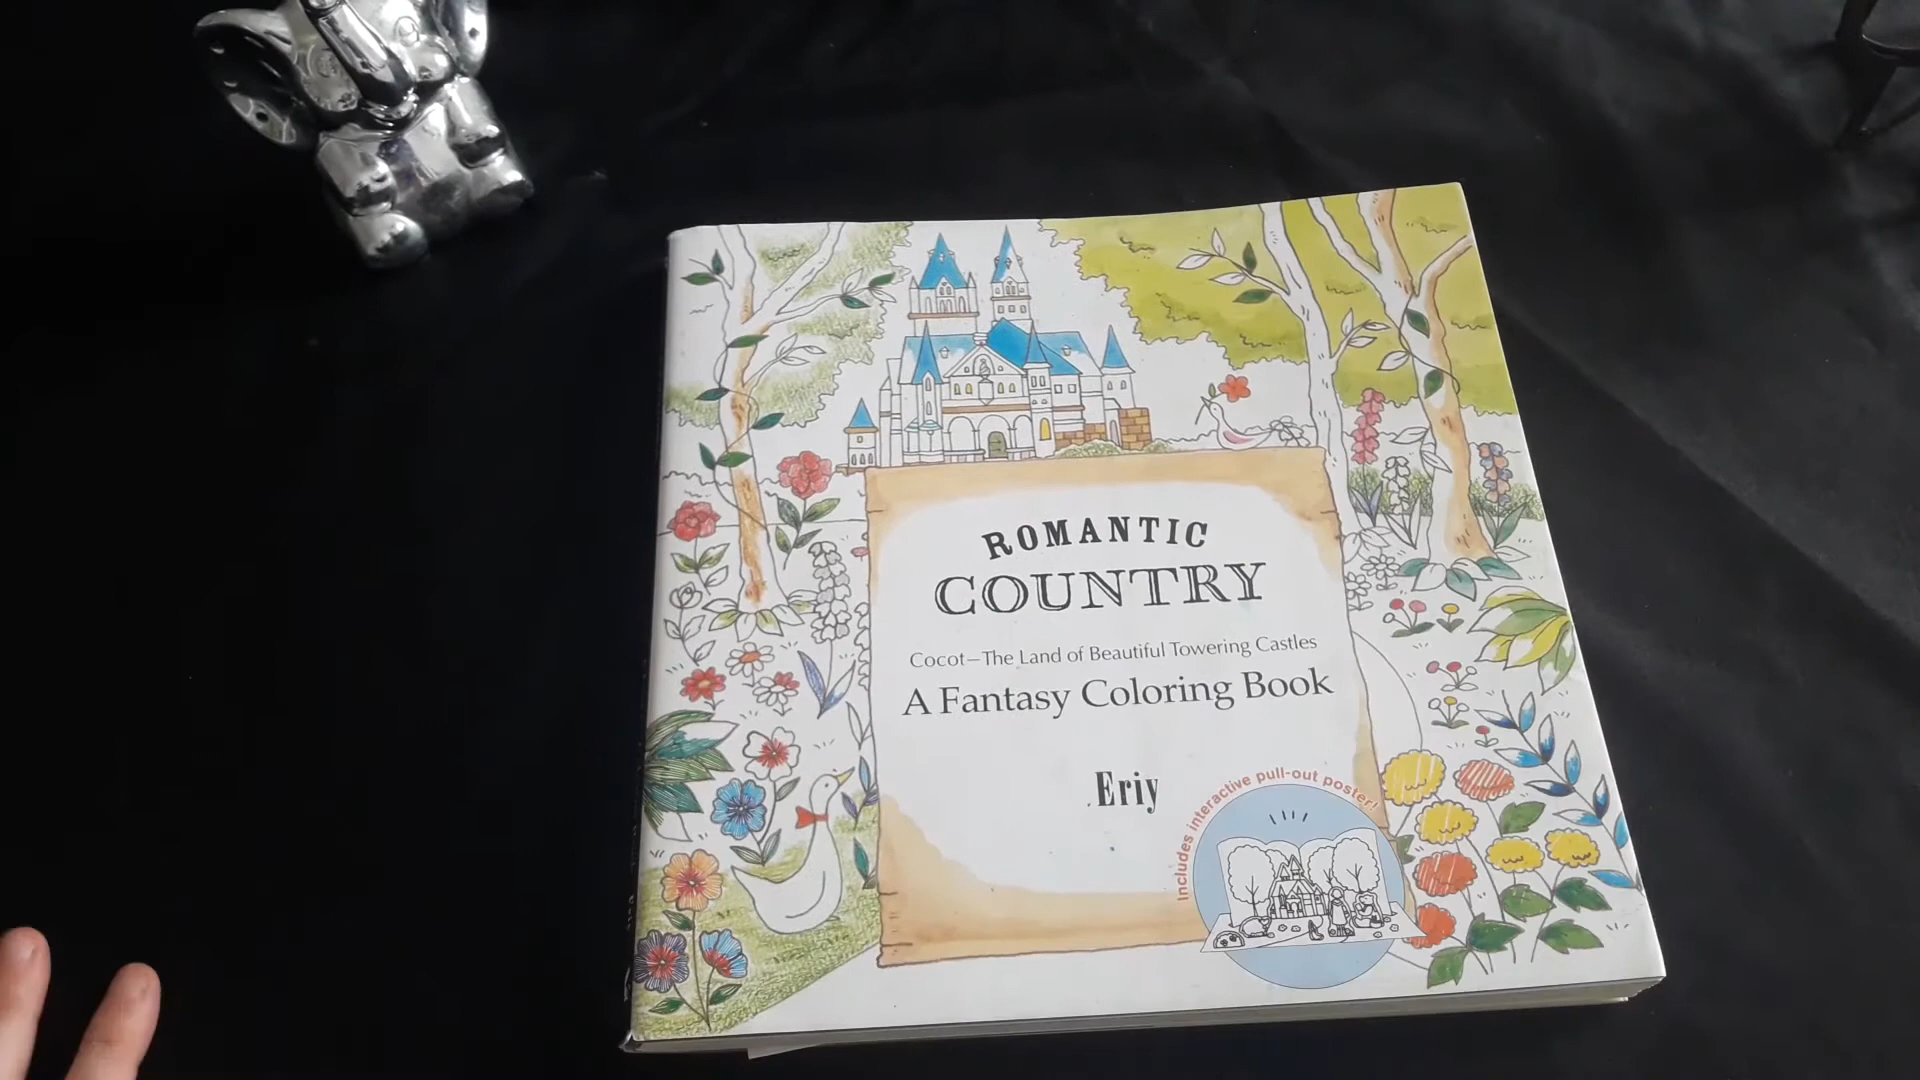 ROMANTIC
COUNTRY
Cocot—The Land of Beautiful Towering Castles
A Fantasy Coloring Book
Eriy
Includes interactive pull-out poster!